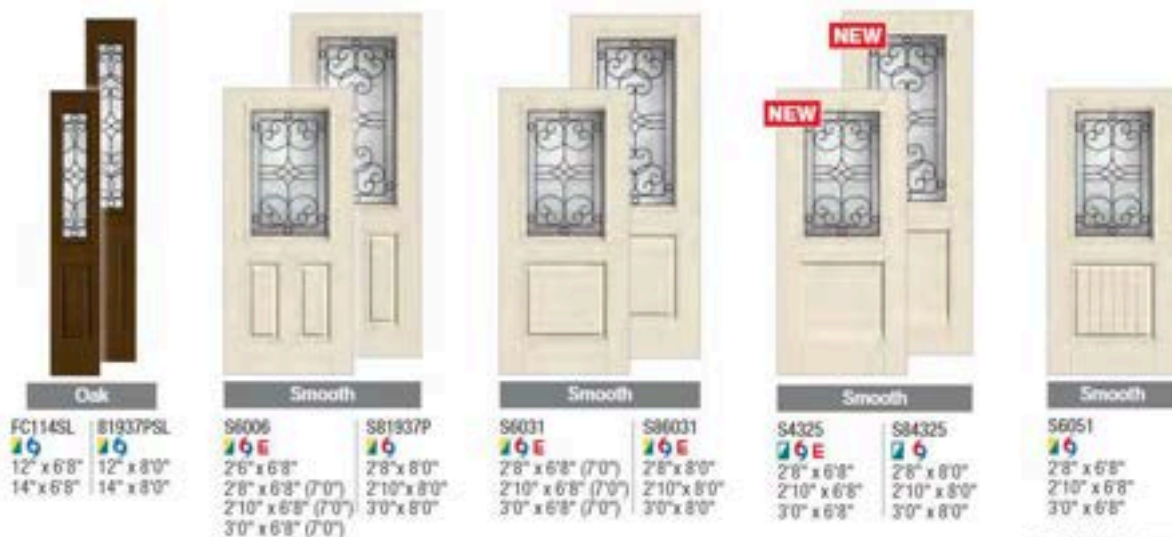 NEW
NEW
Oak
Smooth
Smooth
Smooth
Smooth
FC114SL
12" x 6'8"
14" x 6'8"
81937PSL
12" x 8'0"
14" x 8'0"
S6006
E
2'6" x 6'8"
2'8" x 6'8" (7'0")
2'10" x 6'8" (7'0")
3'0" x 6'8" (7'0")
S81937P
2'8" x 8'0"
2'10" x 8'0"
3'0" x 8'0"
S6031
E
2'8" x 6'8" (7'0")
2'10" x 6'8" (7'0")
3'0" x 6'8" (7'0")
S86031
E
2'8" x 8'0"
2'10" x 8'0"
3'0" x 8'0"
S4325
E
2'8" x 6'8"
2'10" x 6'8"
3'0" x 6'8"
S84325
2'8" x 8'0"
2'10" x 8'0"
3'0" x 8'0"
S6051
2'8" x 6'8"
2'10" x 6'8"
3'0" x 6'8"